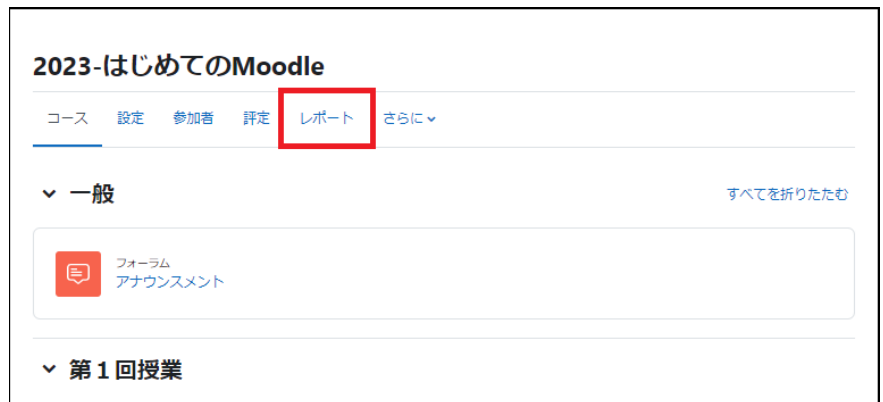 2023-はじめてのMoodle
コース 設定 参加者 評定 レポート さらに
一般 すべてを折りたたむ
フォーラム
アナウンスメント
第1回授業